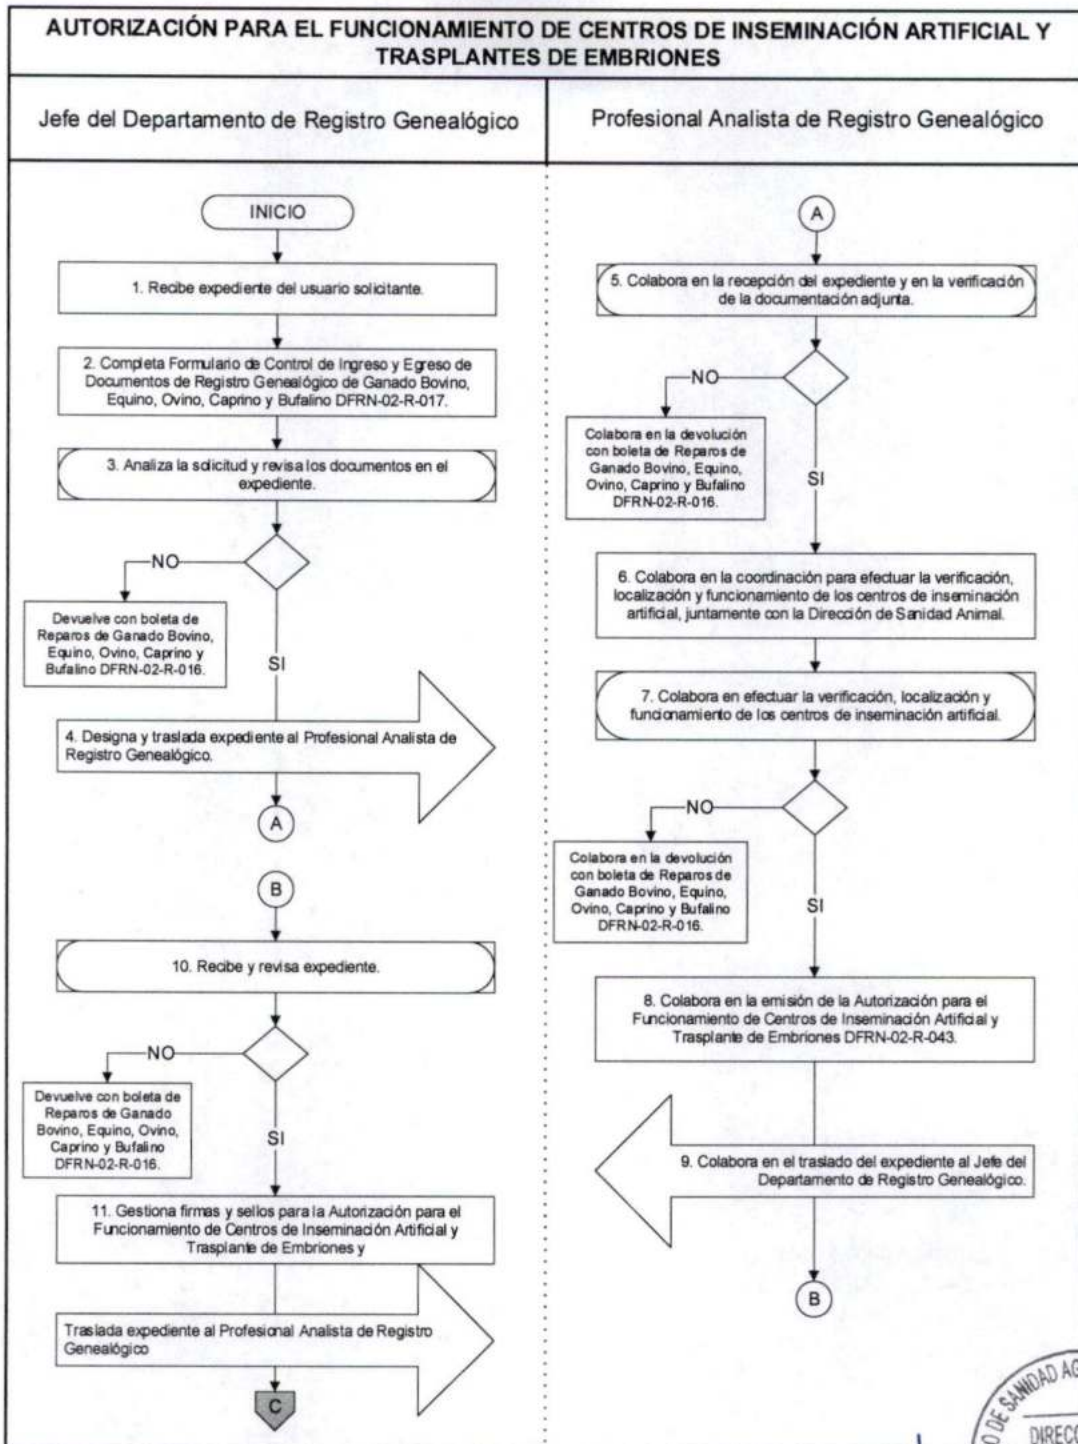 AUTORIZACIÓN PARA EL FUNCIONAMIENTO DE CENTROS DE INSEMINACIÓN ARTIFICIAL Y
TRASPLANTES DE EMBRIONES
Jefe del Departamento de Registro Genealógico
Profesional Analista de Registro Genealógico
INICIO
1. Recibe expediente del usuario solicitante.
2. Completa Formulario de Control de Ingreso y Egreso de
Documentos de Registro Genealógico de Ganado Bovino,
Equino, Ovino, Caprino y Bufalino DFRN-02-R-017.
3. Analiza la solicitud y revisa los documentos en el
expediente.
NO
Devuelve con boleta de
Reparos de Ganado Bovino,
Equino, Ovino, Caprino y
Bufalino DFRN-02-R-016.
SI
4. Designa y traslada expediente al Profesional Analista de
Registro Genealógico.
A
B
10. Recibe y revisa expediente.
NO
Devuelve con boleta de
Reparos de Ganado
Bovino, Equino, Ovino,
Caprino y Bufalino
DFRN-02-R-016.
SI
11. Gestiona firmas y sellos para la Autorización para el
Funcionamiento de Centros de Inseminación Artificial y
Trasplante de Embriones y
Traslada expediente al Profesional Analista de Registro
Genealógico
C
A
5. Colabora en la recepción del expediente y en la verificación
de la documentación adjunta.
NO
Colabora en la devolución
con boleta de Reparos de
Ganado Bovino, Equino,
Ovino, Caprino y Bufalino
DFRN-02-R-016.
SI
6. Colabora en la coordinación para efectuar la verificación,
localización y funcionamiento de los centros de inseminación
artificial, juntamente con la Dirección de Sanidad Animal.
7. Colabora en efectuar la verificación, localización y
funcionamiento de los centros de inseminación artificial.
NO
Colabora en la devolución
con boleta de Reparos de
Ganado Bovino, Equino,
Ovino, Caprino y Bufalino
DFRN-02-R-016.
SI
8. Colabora en la emisión de la Autorización para el
Funcionamiento de Centros de Inseminación Artificial y
Trasplante de Embriones DFRN-02-R-043.
9. Colabora en el traslado del expediente al Jefe del
Departamento de Registro Genealógico.
B
O DE SANIDAD AG
DIRECC